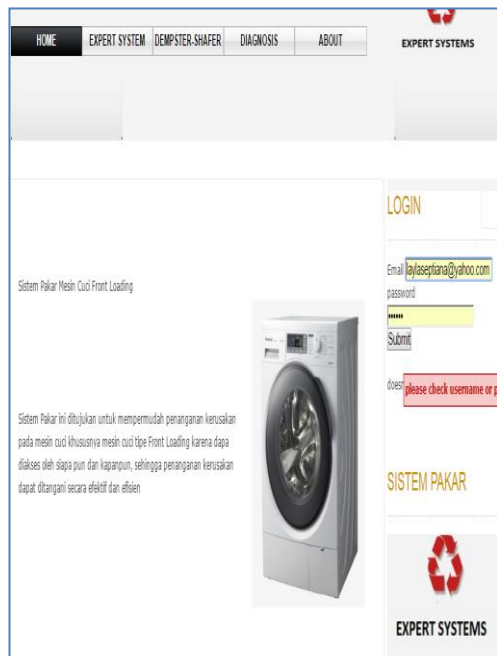 HOME EXPERT SYSTEM DEMPSTER-SHAFER DIAGNOSIS ABOUT
EXPERT SYSTEMS
Sistem Pakar Mesin Cuci Front Loading
Sistem Pakar ini ditujukan untuk mempermudah penanganan kerusakan
pada mesin cuci khususnya mesin cuci tipe Front Loading karena dapa
diakses oleh siapa pun dan kapanpun, sehingga penanganan kerusakan
dapat ditangani secara efektif dan efisien
LOGIN
Email laylaseptiana@yahoo.com
password
••••••
Submit
doesn please check username or p
SISTEM PAKAR
EXPERT SYSTEMS